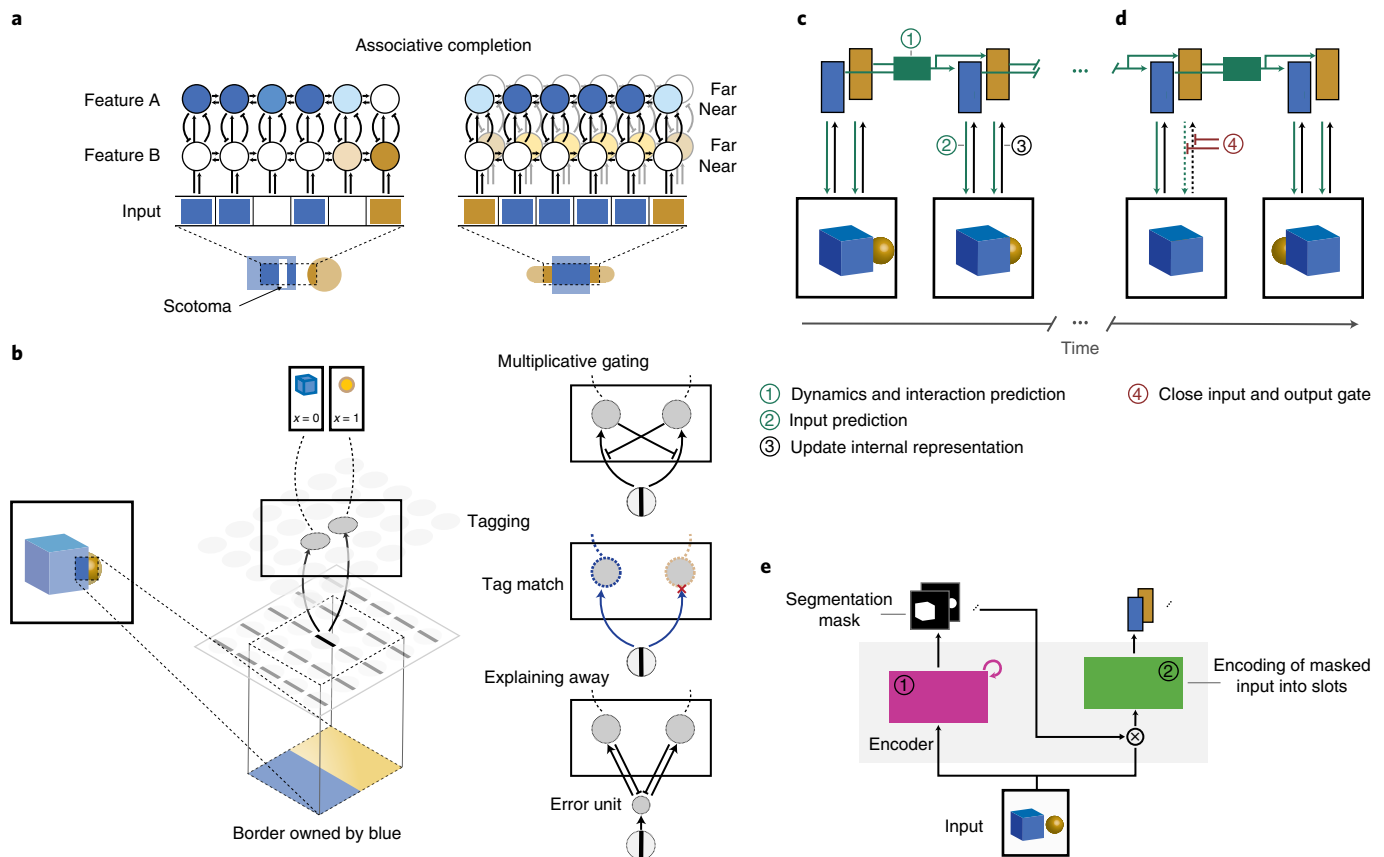 a
Associative completion
Feature A
Feature B
Input
Scotoma
Far
Near
Far
Near
b
x = 0
x = 1
Border owned by blue
Multiplicative gating
Tagging
Tag match
Explaining away
Error unit
c
d
1
2
3
4
...
...
Time
1 Dynamics and interaction prediction
2 Input prediction
3 Update internal representation
4 Close input and output gate
e
Segmentation
mask
1
2
Encoding of masked
input into slots
Encoder
Input